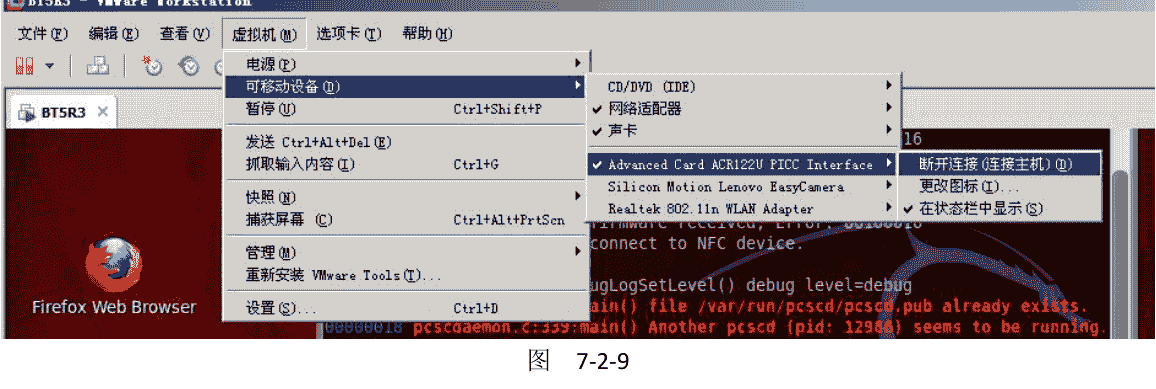 BT5R3 - VMware Workstation
文件(F) 编辑(E) 查看(V) 虚拟机(M) 选项卡(T) 帮助(H)
电源(P)
可移动设备(D)
暂停(U) Ctrl+Shift+P
发送 Ctrl+Alt+Del(E)
抓取输入内容(I) Ctrl+G
快照(N)
捕获屏幕 (C) Ctrl+Alt+PrtScn
管理(M)
重新安装 VMware Tools(T)...
设置(S)... Ctrl+D
CD/DVD (IDE)
网络适配器
声卡
Advanced Card ACR122U PICC Interface
Silicon Motion Lenovo EasyCamera
Realtek 802.11n WLAN Adapter
断开连接(连接主机)(D)
更改图标(I)...
在状态栏中显示(S)
BT5R3
Firefox Web Browser
16
firmware received, Error: 00100016
connect to NFC device.
ugLogSetLevel() debug level=debug
ain() file /var/run/pcscd/pcscd.pub already exists.
00000018 pcscdaemon.c:339:main() Another pcscd (pid: 12986) seems to be running.
图 7-2-9